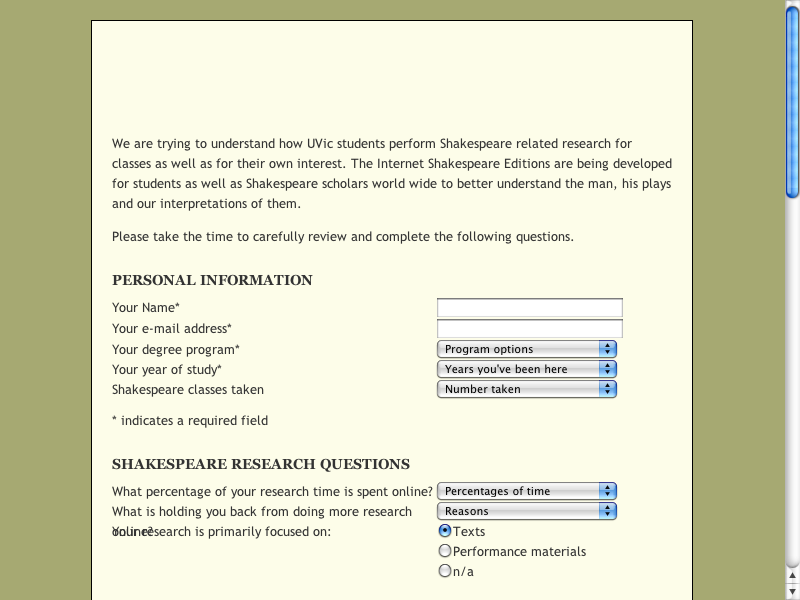 We are trying to understand how UVic students perform Shakespeare related research for
classes as well as for their own interest. The Internet Shakespeare Editions are being developed
for students as well as Shakespeare scholars world wide to better understand the man, his plays
and our interpretations of them.
Please take the time to carefully review and complete the following questions.
PERSONAL INFORMATION
Your Name*
Your e-mail address*
Your degree program* Program options
Your year of study* Years you've been here
Shakespeare classes taken Number taken
* indicates a required field
SHAKESPEARE RESEARCH QUESTIONS
What percentage of your research time is spent online? Percentages of time
What is holding you back from doing more research Reasons
online?
Your research is primarily focused on: Texts
Performance materials
n/a